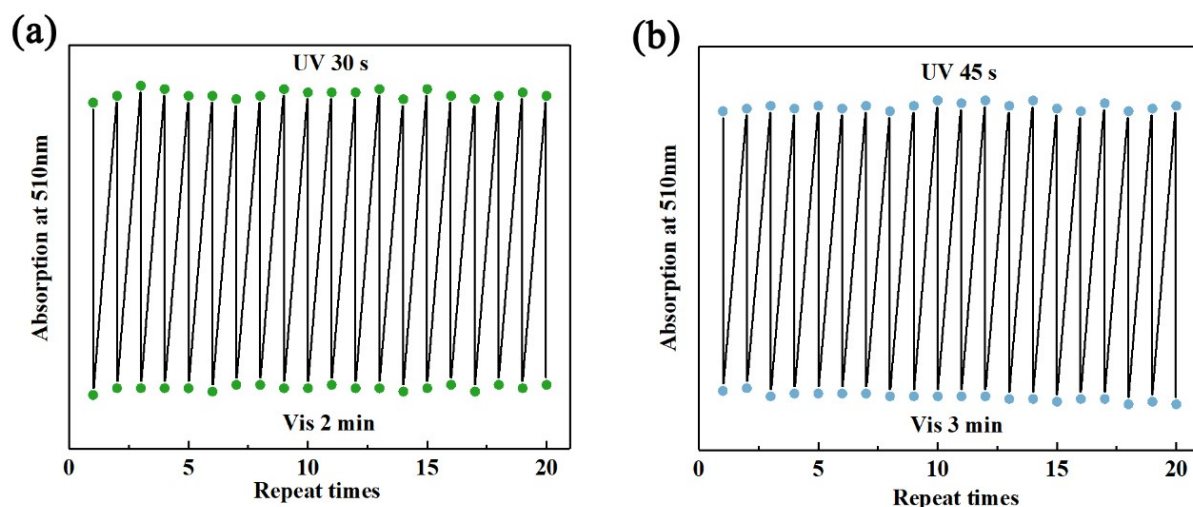 (a)
UV 30 s
Absorption at 510nm
Vis 2 min
0 5 10 15 20
Repeat times
(b)
UV 45 s
Absorption at 510nm
Vis 3 min
0 5 10 15 20
Repeat times